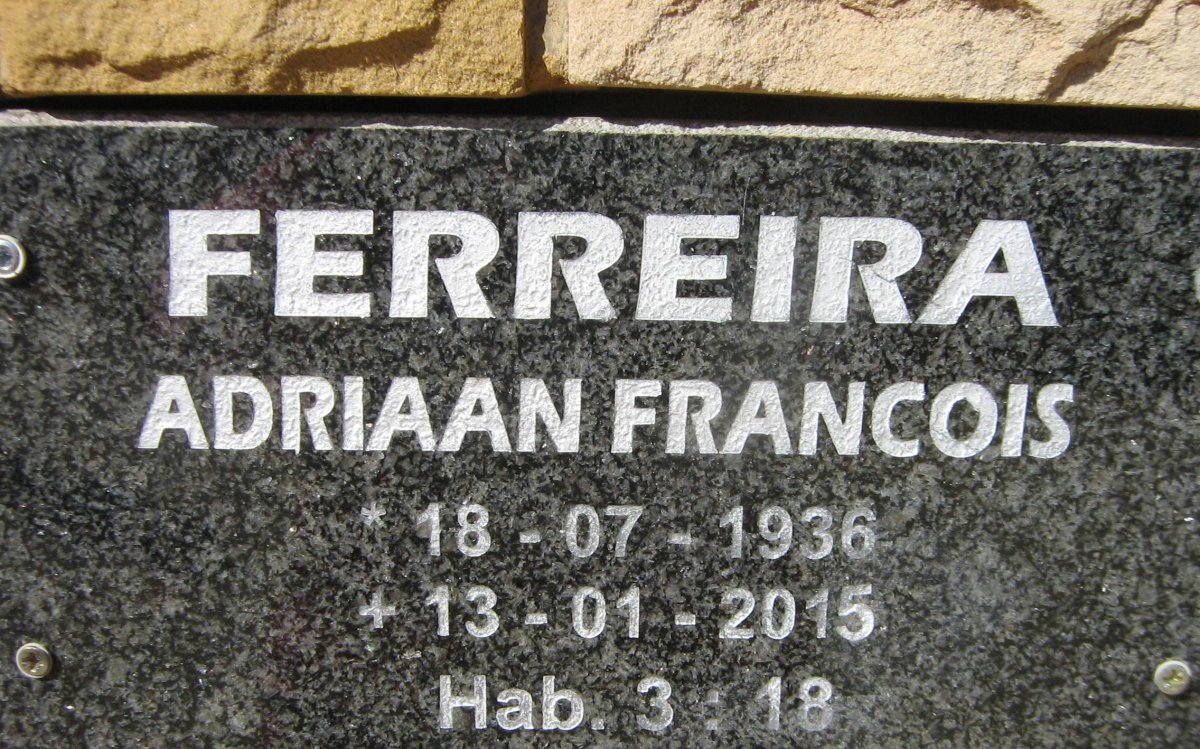 FERREIRA
ADRIAAN FRANCOIS
* 18 - 07 - 1936
+ 13 - 01 - 2015
Hab. 3 : 18